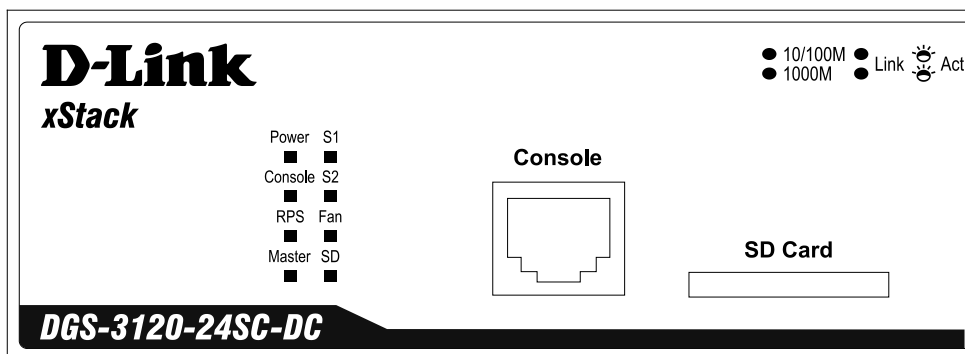 D-Link
xStack
10/100M
1000M
Link
Act
Power S1
Console S2
RPS Fan
Master SD
Console
SD Card
DGS-3120-24SC-DC